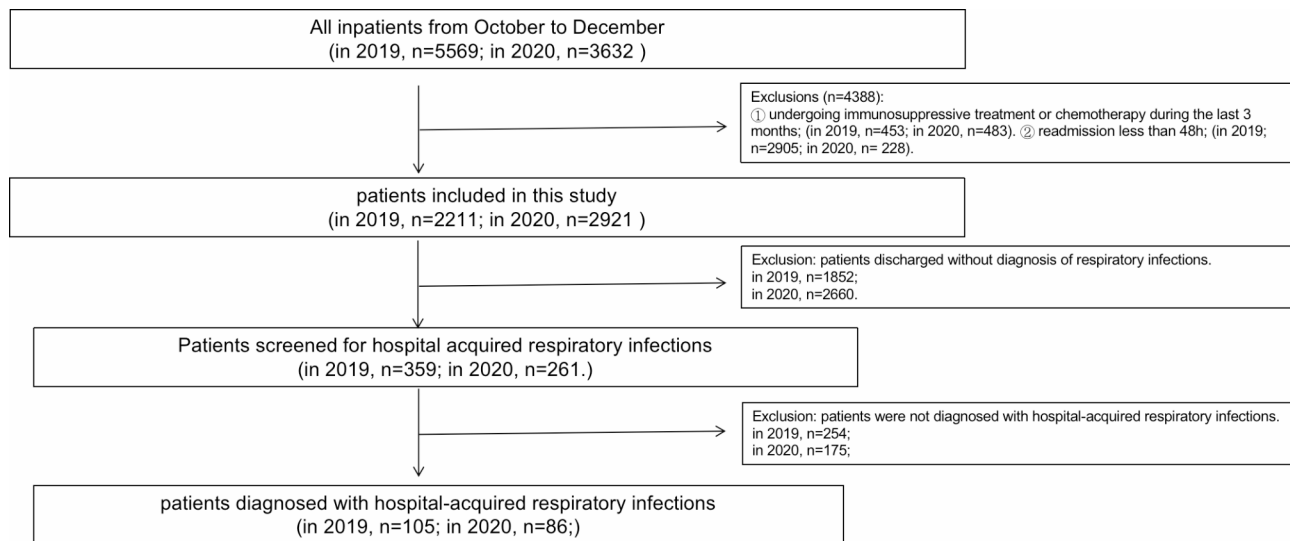 All inpatients from October to December
(in 2019, n=5569; in 2020, n=3632 )
Exclusions (n=4388):
① undergoing immunosuppressive treatment or chemotherapy during the last 3
months; (in 2019, n=453; in 2020, n=483). ② readmission less than 48h; (in 2019;
n=2905; in 2020, n= 228).
patients included in this study
(in 2019, n=2211; in 2020, n=2921 )
Exclusion: patients discharged without diagnosis of respiratory infections.
in 2019, n=1852;
in 2020, n=2660.
Patients screened for hospital acquired respiratory infections
(in 2019, n=359; in 2020, n=261.)
Exclusion: patients were not diagnosed with hospital-acquired respiratory infections.
in 2019, n=254;
in 2020, n=175;
patients diagnosed with hospital-acquired respiratory infections
(in 2019, n=105; in 2020, n=86;)